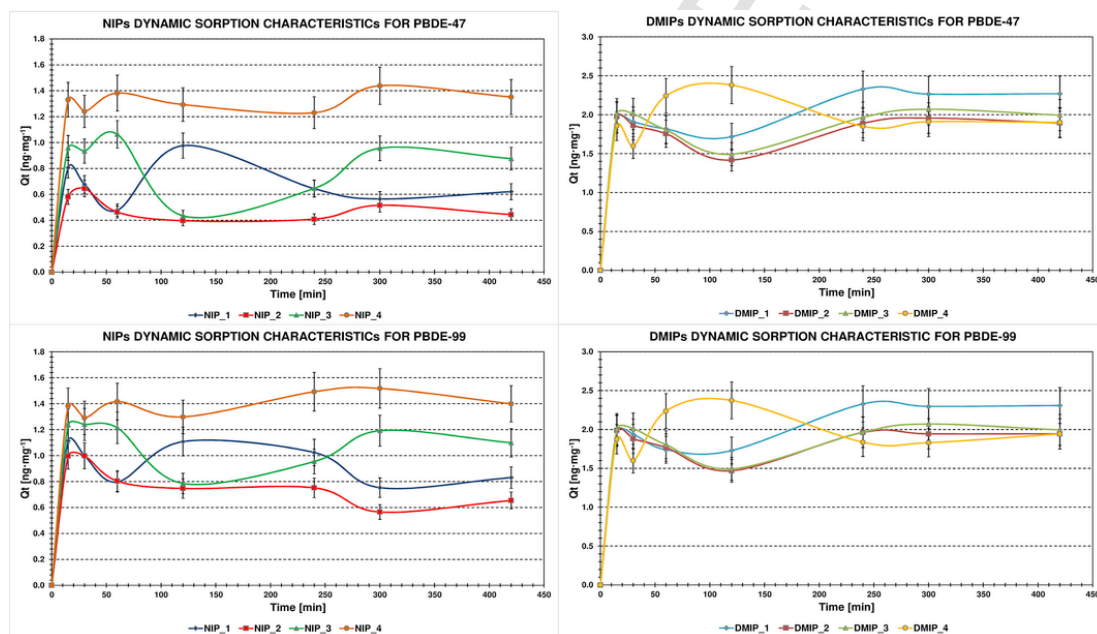 NIPs DYNAMIC SORPTION CHARACTERISTICS FOR PBDE-47
1.8
1.6
1.4
1.2
1.0
0.8
0.6
0.4
0.2
0.0
Qt [ng·mg⁻¹]
0 50 100 150 200 250 300 350 400 450
Time [min]
NIP_1 NIP_2 NIP_3 NIP_4
DMIPs DYNAMIC SORPTION CHARACTERISTICS FOR PBDE-47
3.0
2.5
2.0
1.5
1.0
0.5
0.0
Qt [ng·mg⁻¹]
0 50 100 150 200 250 300 350 400 450
Time [min]
DMIP_1 DMIP_2 DMIP_3 DMIP_4
NIPs DYNAMIC SORPTION CHARACTERISTICS FOR PBDE-99
1.8
1.6
1.4
1.2
1.0
0.8
0.6
0.4
0.2
0.0
Qt [ng·mg⁻¹]
0 50 100 150 200 250 300 350 400 450
Time [min]
NIP_1 NIP_2 NIP_3 NIP_4
DMIPs DYNAMIC SORPTION CHARACTERISTIC FOR PBDE-99
3.0
2.5
2.0
1.5
1.0
0.5
0.0
Qt [ng·mg⁻¹]
0 50 100 150 200 250 300 350 400 450
Time [min]
DMIP_1 DMIP_2 DMIP_3 DMIP_4